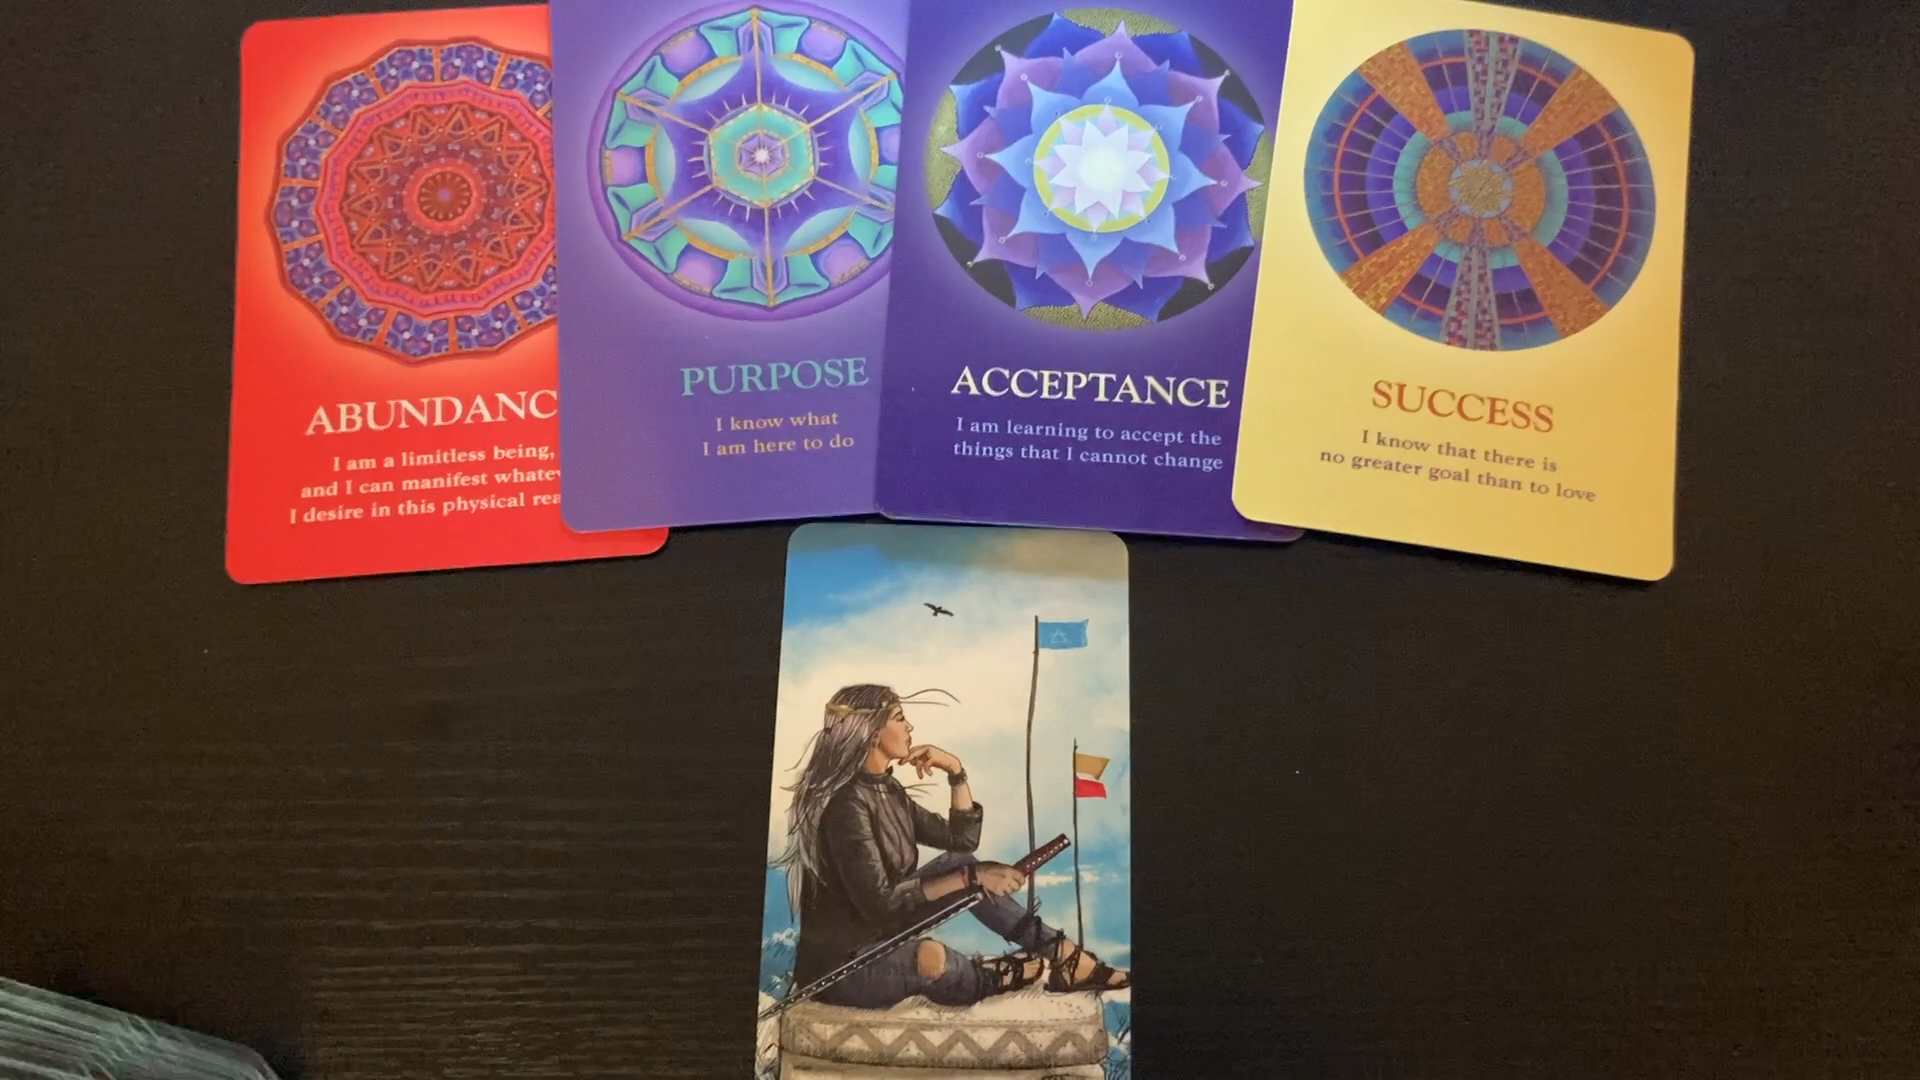 ABUNDANC
I am a limitless being,
and I can manifest whatev
I desire in this physical rea
PURPOSE
I know what
I am here to do
ACCEPTANCE
I am learning to accept the
things that I cannot change
SUCCESS
I know that there is
no greater goal than to love